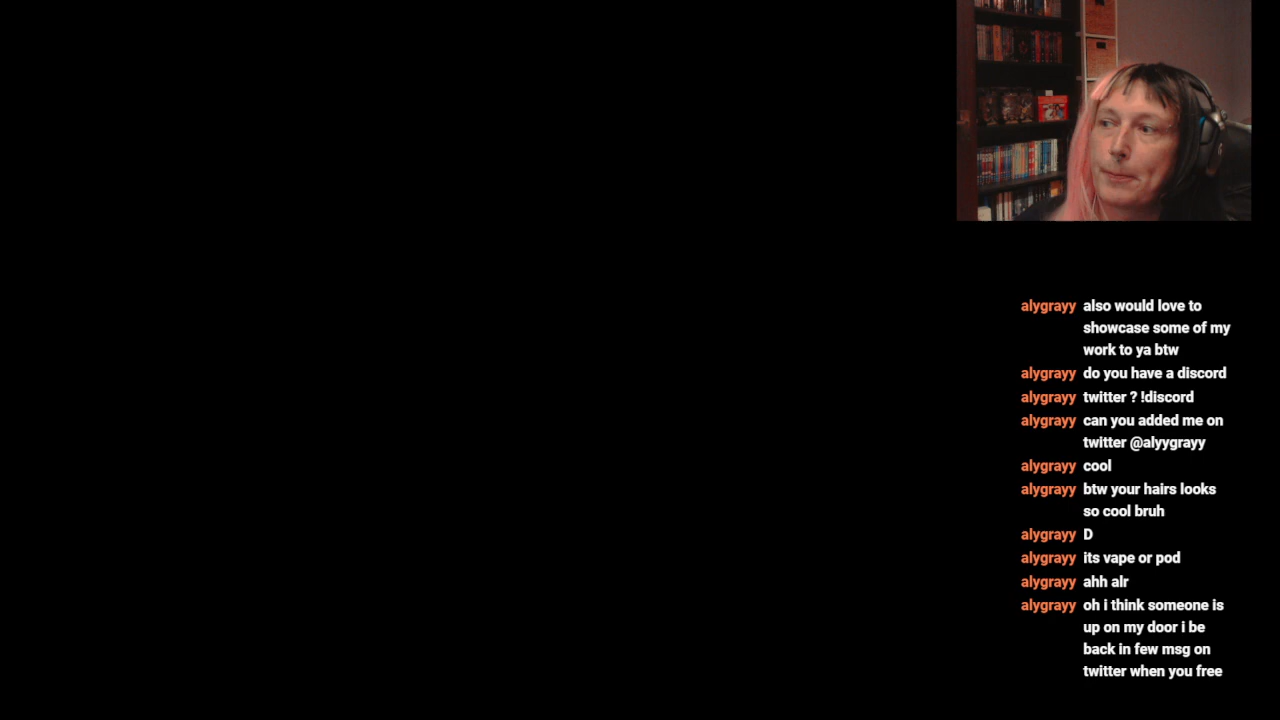 alygrayy also would love to
showcase some of my
work to ya btw
alygrayy do you have a discord
alygrayy twitter ? !discord
alygrayy can you added me on
twitter @alyygrayy
alygrayy cool
alygrayy btw your hairs looks
so cool bruh
alygrayy D
alygrayy its vape or pod
alygrayy ahh alr
alygrayy oh i think someone is
up on my door i be
back in few msg on
twitter when you free